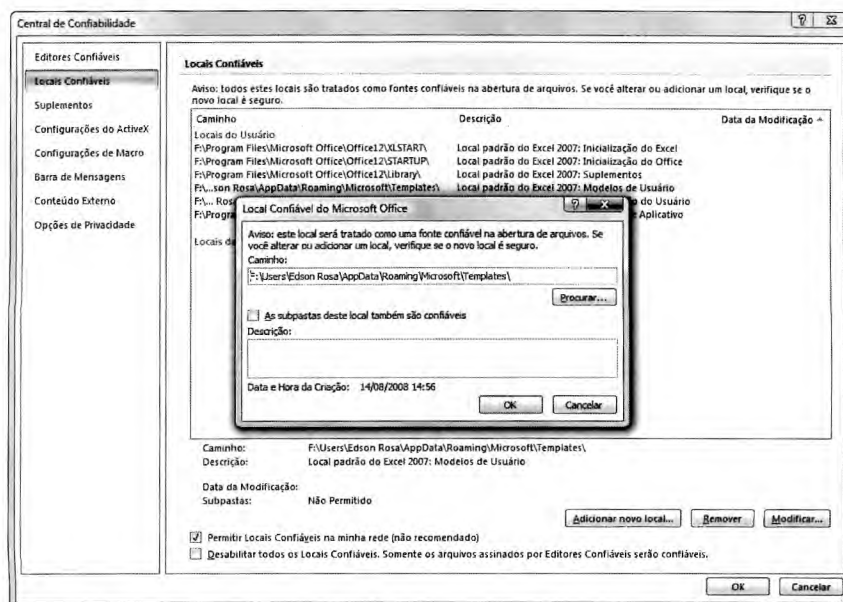 Central de Confiabilidade
Editores Confiáveis
Locais Confiáveis
Suplementos
Configurações do ActiveX
Configurações de Macro
Barra de Mensagens
Conteúdo Externo
Opções de Privacidade
Locais Confiáveis
Aviso: todos estes locais são tratados como fontes confiáveis na abertura de arquivos. Se você alterar ou adicionar um local, verifique se o
novo local é seguro.
Caminho Descrição Data da Modificação
Locais do Usuário
F:\Program Files\Microsoft Office\Office12\XLSTART\ Local padrão do Excel 2007: Inicialização do Excel
F:\Program Files\Microsoft Office\Office12\STARTUP\ Local padrão do Excel 2007: Inicialização do Office
F:\Program Files\Microsoft Office\Office12\Library\ Local padrão do Excel 2007: Suplementos
F:\...son Rosa\AppData\Roaming\Microsoft\Templates\ Local padrão do Excel 2007: Modelos de Usuário
F:\... Rosa do Usuário
F:\Progra Aplicativo
Locais da
Local Confiável do Microsoft Office
Aviso: este local será tratado como uma fonte confiável na abertura de arquivos. Se
você alterar ou adicionar um local, verifique se o novo local é seguro.
Caminho:
F:\Users\Edson Rosa\AppData\Roaming\Microsoft\Templates\
Procurar...
As subpastas deste local também são confiáveis
Descrição:
Data e Hora da Criação: 14/08/2008 14:56
OK Cancelar
Caminho: F:\Users\Edson Rosa\AppData\Roaming\Microsoft\Templates\
Descrição: Local padrão do Excel 2007: Modelos de Usuário
Data da Modificação:
Subpastas: Não Permitido
Adicionar novo local... Remover Modificar...
Permitir Locais Confiáveis na minha rede (não recomendado)
Desabilitar todos os Locais Confiáveis. Somente os arquivos assinados por Editores Confiáveis serão confiáveis.
OK Cancelar